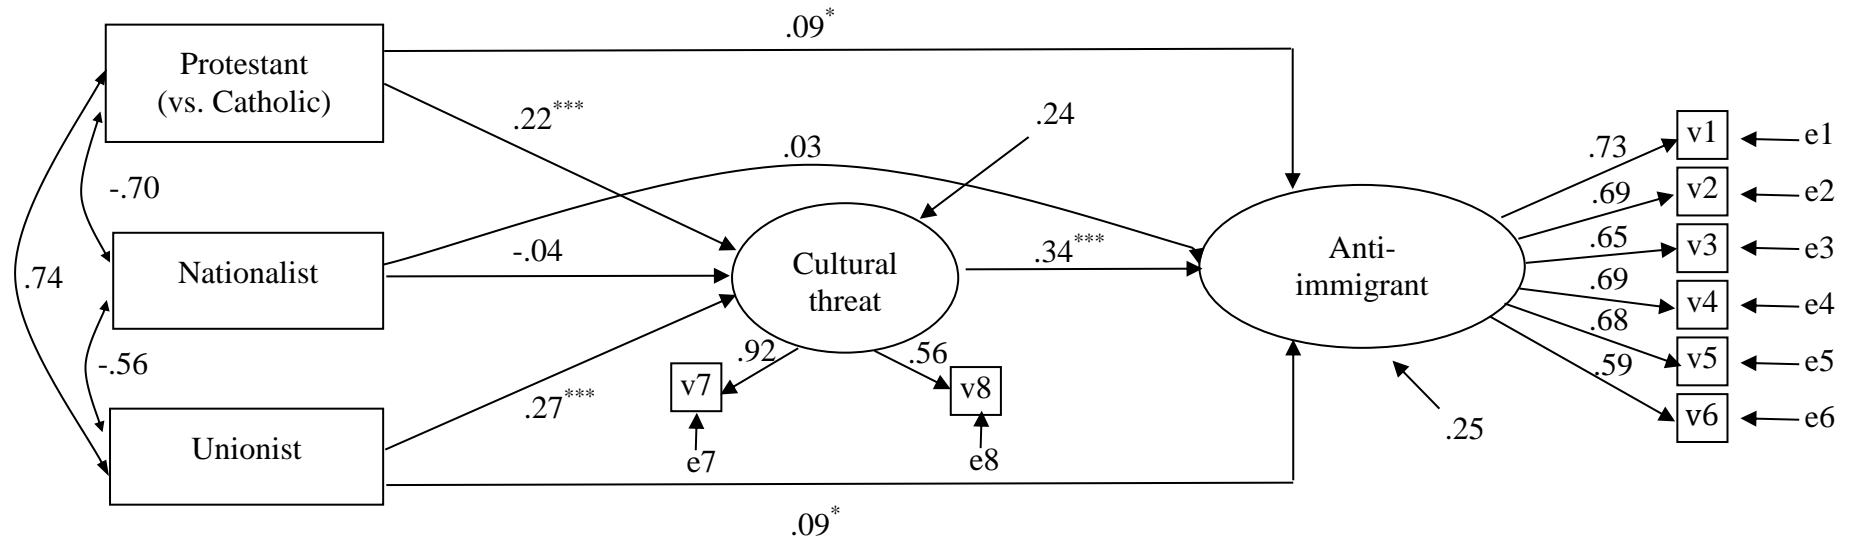 .09*
Protestant
(vs. Catholic)
.22***
.24
.03
-.70
.73
v1
e1
.69
v2
e2
.65
v3
e3
.69
v4
e4
.68
v5
e5
.59
v6
e6
.74
Nationalist
-.04
Cultural
threat
.34***
Anti-
immigrant
-.56
.92
.56
v7
v8
.27***
e7
e8
.25
Unionist
.09*